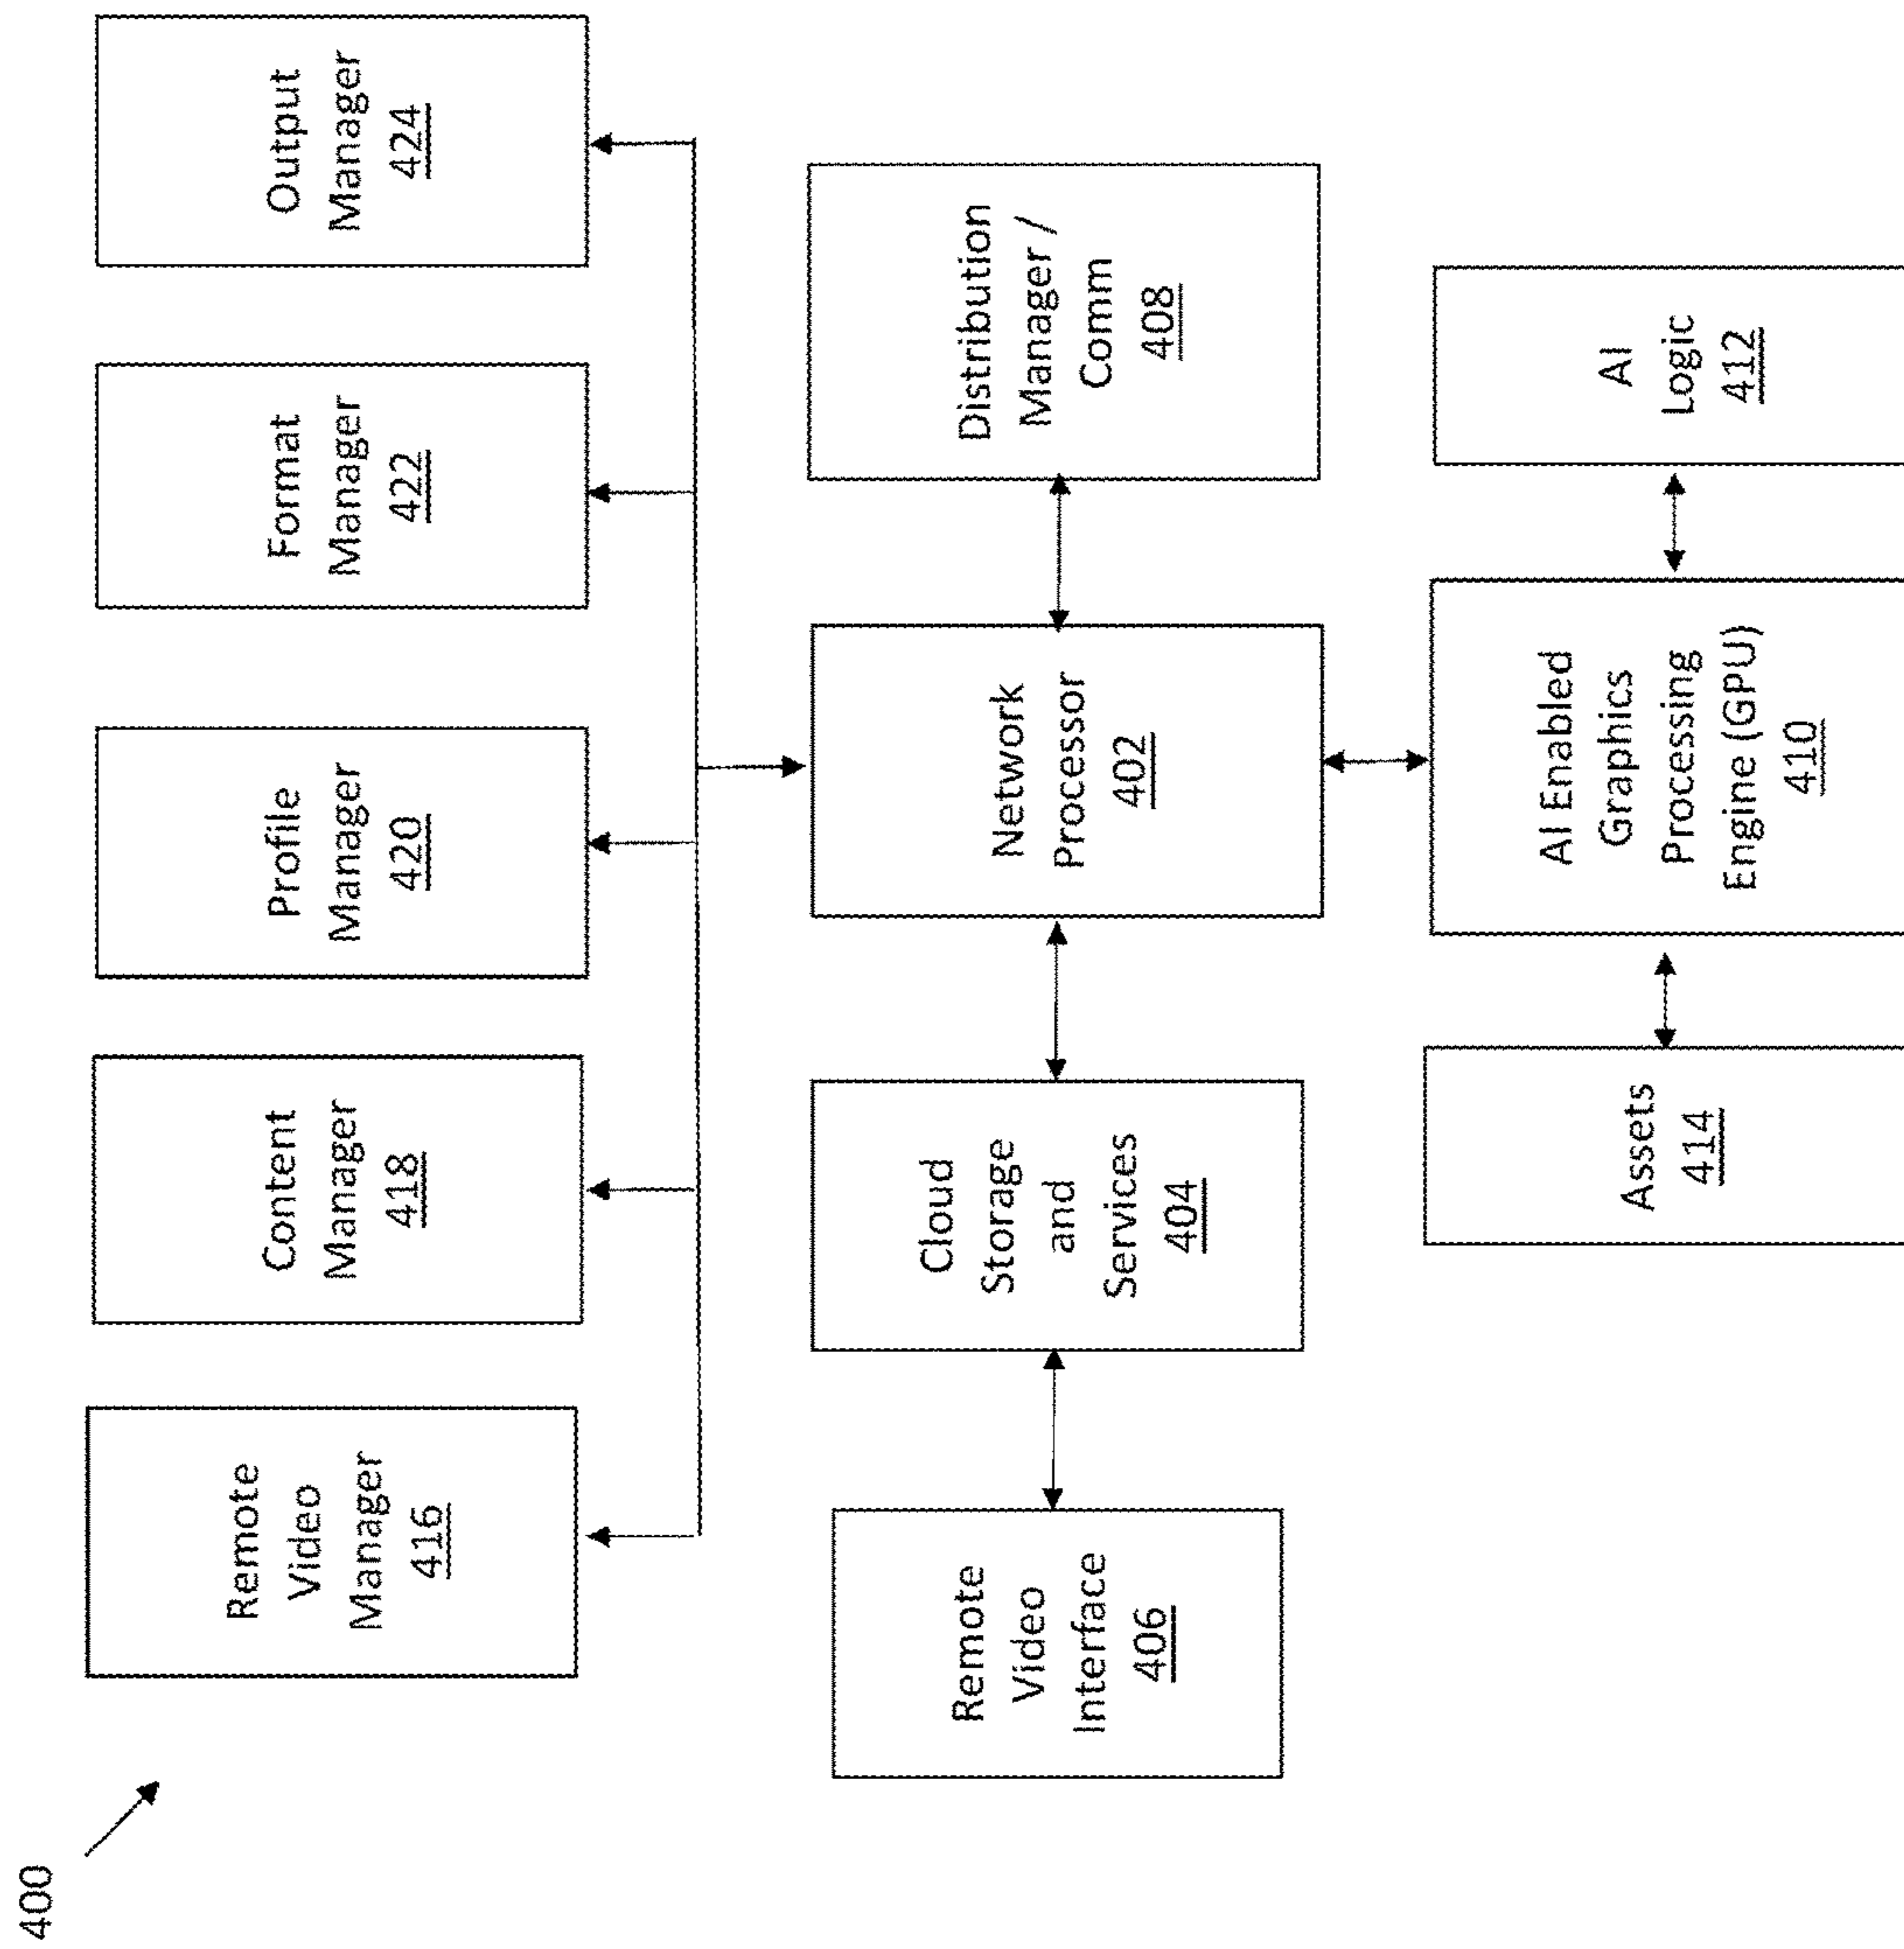 400
Remote
Video
Manager
416
Content
Manager
418
Profile
Manager
420
Format
Manager
422
Output
Manager
424
Remote
Video
Interface
406
Cloud
Storage
and
Services
404
Network
Processor
402
Distribution
Manager /
Comm
408
Assets
414
AI Enabled
Graphics
Processing
Engine (GPU)
410
AI
Logic
412